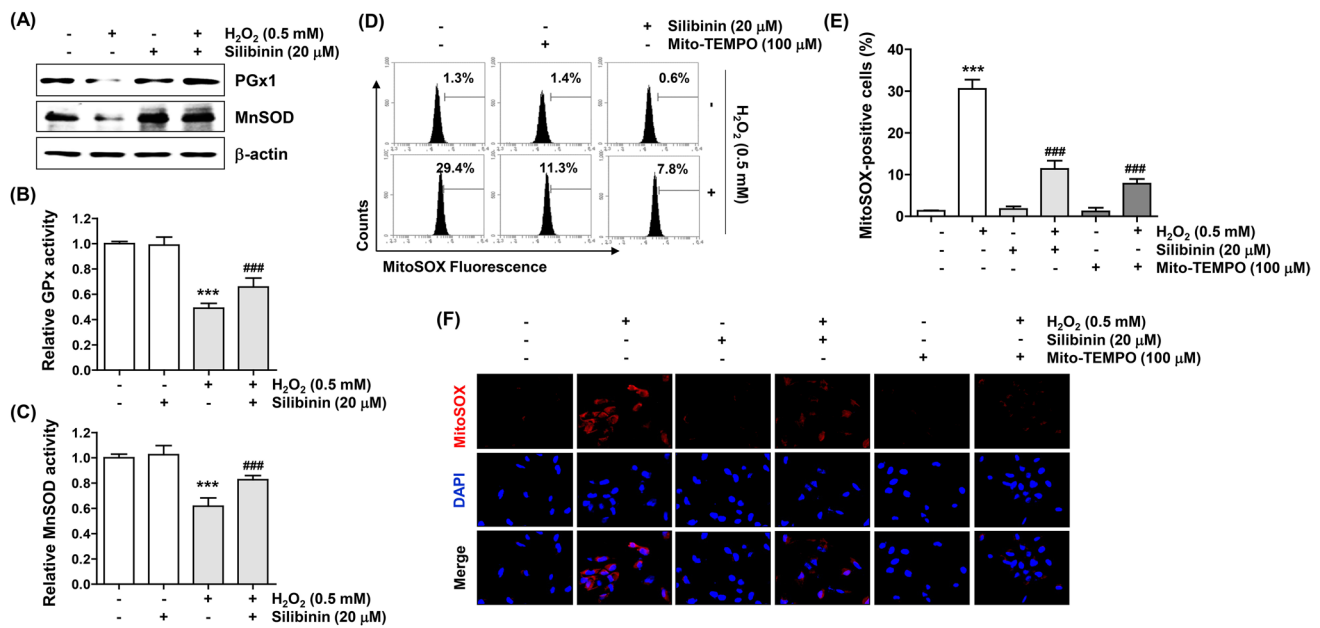 (A)
- + - + H₂O₂ (0.5 mM)
- - + + Silibinin (20 μM)
PGx1
MnSOD
β-actin
(B)
Relative GPx activity
1.2
1.0
0.8
0.6
0.4
0.2
0.0
***
###
- - + + H₂O₂ (0.5 mM)
- + - + Silibinin (20 μM)
(C)
Relative MnSOD activity
1.4
1.2
1.0
0.8
0.6
0.4
0.2
0.0
***
###
- - + + H₂O₂ (0.5 mM)
- + - + Silibinin (20 μM)
(D)
- - + Silibinin (20 μM)
- + - Mito-TEMPO (100 μM)
1.3% 1.4% 0.6%
29.4% 11.3% 7.8%
- +
H₂O₂ (0.5 mM)
Counts
MitoSOX Fluorescence
(E)
MitoSOX-positive cells (%)
40
30
20
10
0
***
###
###
- + - + - + H₂O₂ (0.5 mM)
- - + + - - Silibinin (20 μM)
- - - - + + Mito-TEMPO (100 μM)
(F)
- + - + - + H₂O₂ (0.5 mM)
- - + + - - Silibinin (20 μM)
- - - - + + Mito-TEMPO (100 μM)
MitoSOX
DAPI
Merge